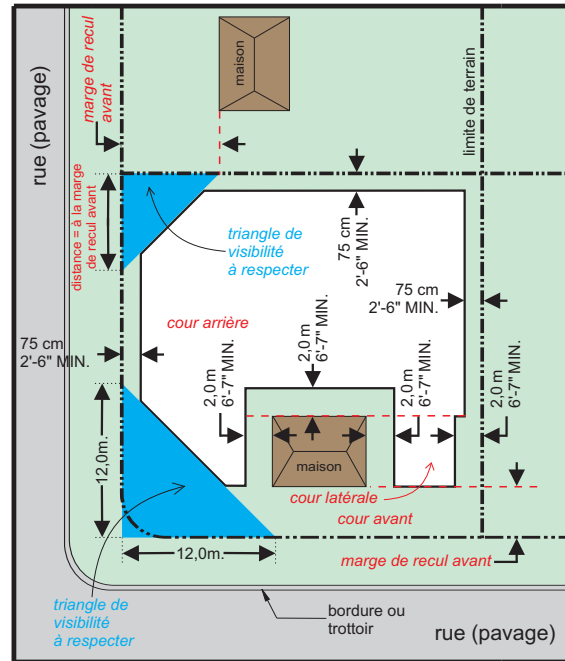 rue (pavage)
marge de recul
avant
maison
limite de terrain
distance = à la marge
de recul avant
triangle de
visibilité
à respecter
75 cm
2'-6" MIN.
75 cm
2'-6" MIN.
cour arrière
75 cm
2'-6" MIN.
2,0 m
6'-7" MIN.
2,0 m
6'-7" MIN.
2,0 m
6'-7" MIN.
2,0 m
6'-7" MIN.
12,0m.
maison
cour latérale
cour avant
12,0m.
marge de recul avant
triangle de
visibilité
à respecter
bordure ou
trottoir
rue (pavage)